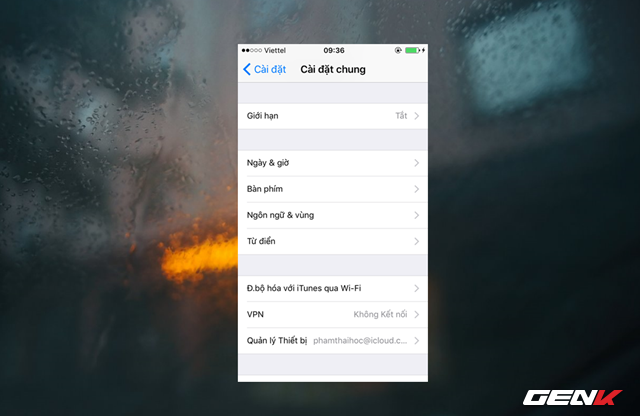 Viettel 09:36
Cài đặt Cài đặt chung
Giới hạn Tắt
Ngày & giờ
Bàn phím
Ngôn ngữ & vùng
Từ điển
Đ.bộ hóa với iTunes qua Wi-Fi
VPN Không Kết nối
Quản lý Thiết bị phamthaihoc@icloud.c...
GENK